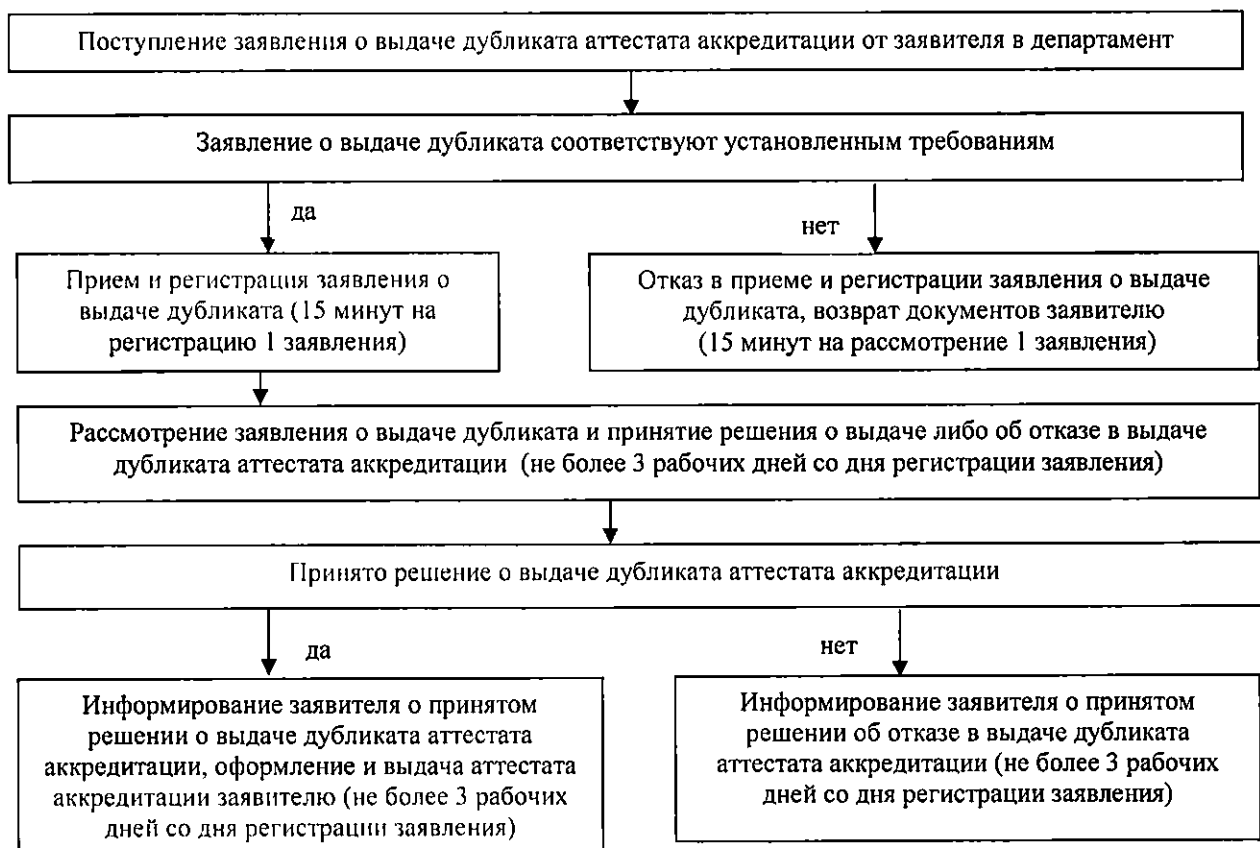 Поступление заявления о выдаче дубликата аттестата аккредитации от заявителя в департамент
Заявление о выдаче дубликата соответствуют установленным требованиям
да
нет
Прием и регистрация заявления о
выдаче дубликата (15 минут на
регистрацию 1 заявления)
Отказ в приеме и регистрации заявления о выдаче
дубликата, возврат документов заявителю
(15 минут на рассмотрение 1 заявления)
Рассмотрение заявления о выдаче дубликата и принятие решения о выдаче либо об отказе в выдаче
дубликата аттестата аккредитации (не более 3 рабочих дней со дня регистрации заявления)
Принято решение о выдаче дубликата аттестата аккредитации
да
нет
Информирование заявителя о принятом
решении о выдаче дубликата аттестата
аккредитации, оформление и выдача аттестата
аккредитации заявителю (не более 3 рабочих
дней со дня регистрации заявления)
Информирование заявителя о принятом
решении об отказе в выдаче дубликата
аттестата аккредитации (не более 3 рабочих
дней со дня регистрации заявления)